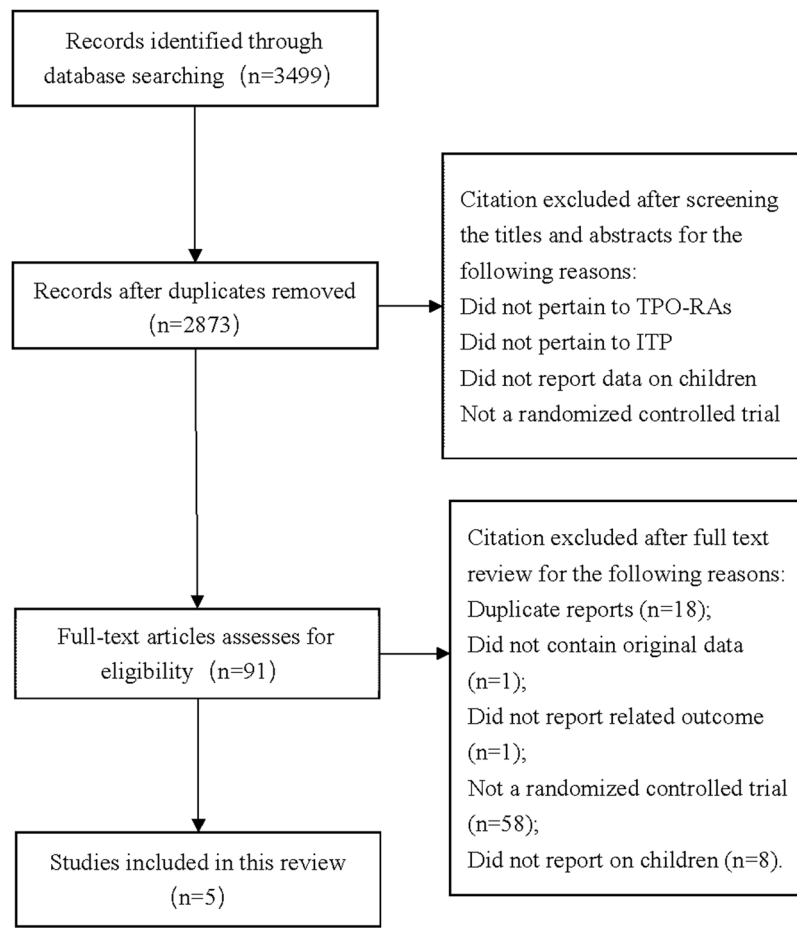 Records identified through
database searching (n=3499)
Records after duplicates removed
(n=2873)
Citation excluded after screening
the titles and abstracts for the
following reasons:
Did not pertain to TPO-RAs
Did not pertain to ITP
Did not report data on children
Not a randomized controlled trial
Full-text articles assesses for
eligibility (n=91)
Citation excluded after full text
review for the following reasons:
Duplicate reports (n=18);
Did not contain original data
(n=1);
Did not report related outcome
(n=1);
Not a randomized controlled trial
(n=58);
Did not report on children (n=8).
Studies included in this review
(n=5)